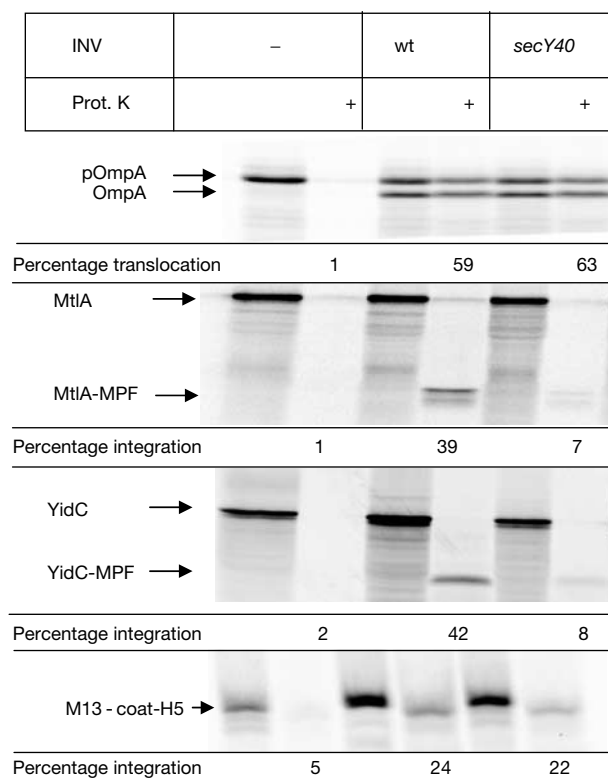 INV – wt secY40
Prot. K + + +
pOmpA
OmpA
Percentage translocation 1 59 63
MtlA
MtlA-MPF
Percentage integration 1 39 7
YidC
YidC-MPF
Percentage integration 2 42 8
M13 - coat-H5
Percentage integration 5 24 22